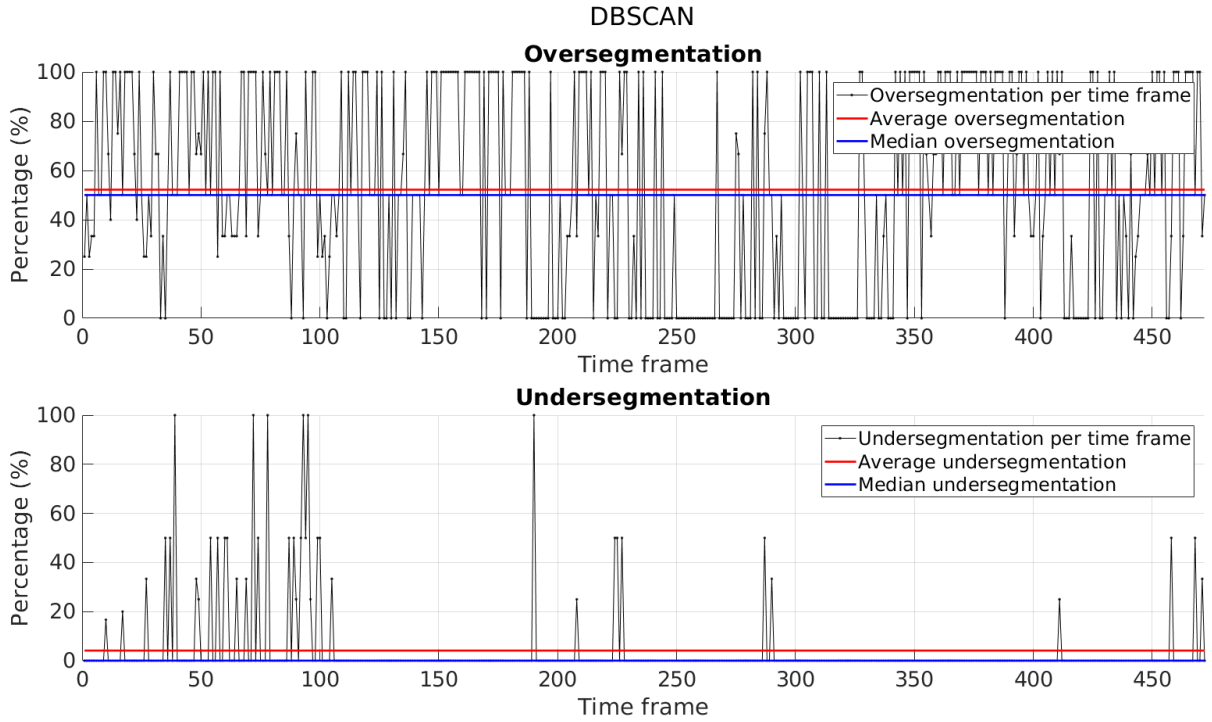 DBSCAN
Oversegmentation
Percentage (%)
100
80
60
40
20
0
Oversegmentation per time frame
Average oversegmentation
Median oversegmentation
0 50 100 150 200 250 300 350 400 450
Time frame
Undersegmentation
Percentage (%)
100
80
60
40
20
0
Undersegmentation per time frame
Average undersegmentation
Median undersegmentation
0 50 100 150 200 250 300 350 400 450
Time frame